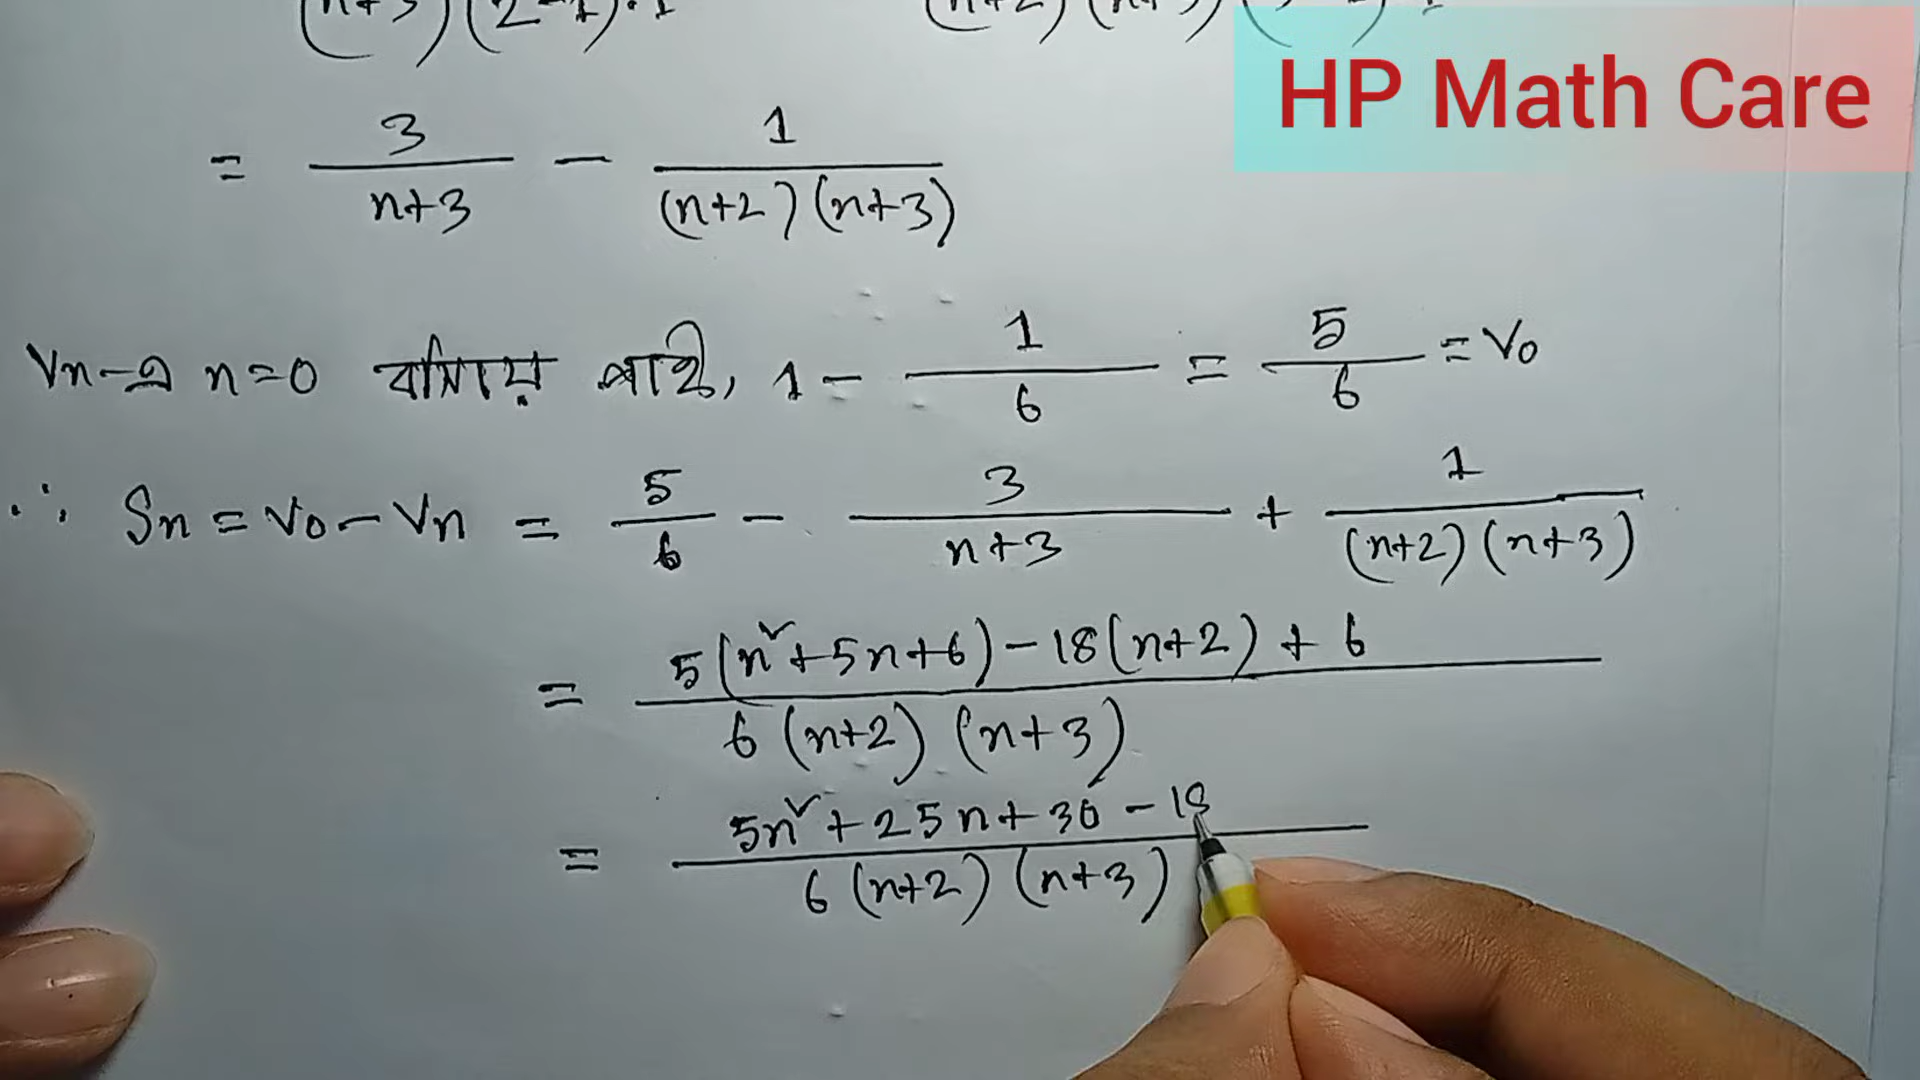 HP Math Care
= 3/(n+3) - 1/((n+2)(n+3))
Vn-এ n=0 বসিয়ে পাই, 1 - 1/6 = 5/6 = V₀
∴ Sn = V₀ - Vn = 5/6 - 3/(n+3) + 1/((n+2)(n+3))
= (5(n²+5n+6) - 18(n+2) + 6)/(6(n+2)(n+3))
= (5n²+25n+30-18)/(6(n+2)(n+3))